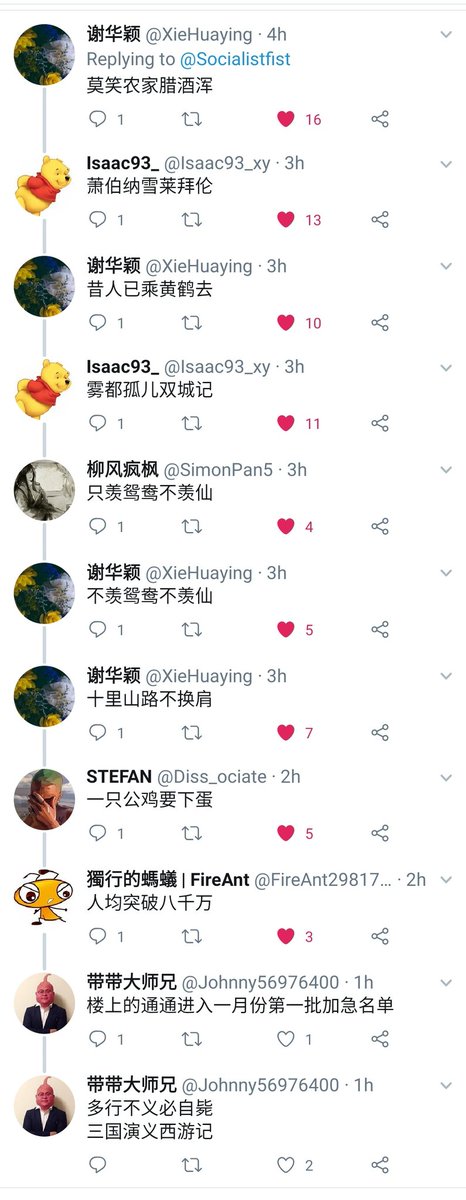 谢华颖 @XieHuaying · 4h
Replying to @Socialistfist
莫笑农家腊酒浑
1 16
Isaac93_ @Isaac93_xy · 3h
萧伯纳雪莱拜伦
1 13
谢华颖 @XieHuaying · 3h
昔人已乘黄鹤去
1 10
Isaac93_ @Isaac93_xy · 3h
雾都孤儿双城记
1 11
柳风疯枫 @SimonPan5 · 3h
只羡鸳鸯不羡仙
1 4
谢华颖 @XieHuaying · 3h
不羡鸳鸯不羡仙
1 5
谢华颖 @XieHuaying · 3h
十里山路不换肩
1 7
STEFAN @Diss_ociate · 2h
一只公鸡要下蛋
1 5
獨行的螞蟻 | FireAnt @FireAnt29817... · 2h
人均突破八千万
1 3
带带大师兄 @Johnny56976400 · 1h
楼上的通通进入一月份第一批加急名单
1 1
带带大师兄 @Johnny56976400 · 1h
多行不义必自毙
三国演义西游记
2